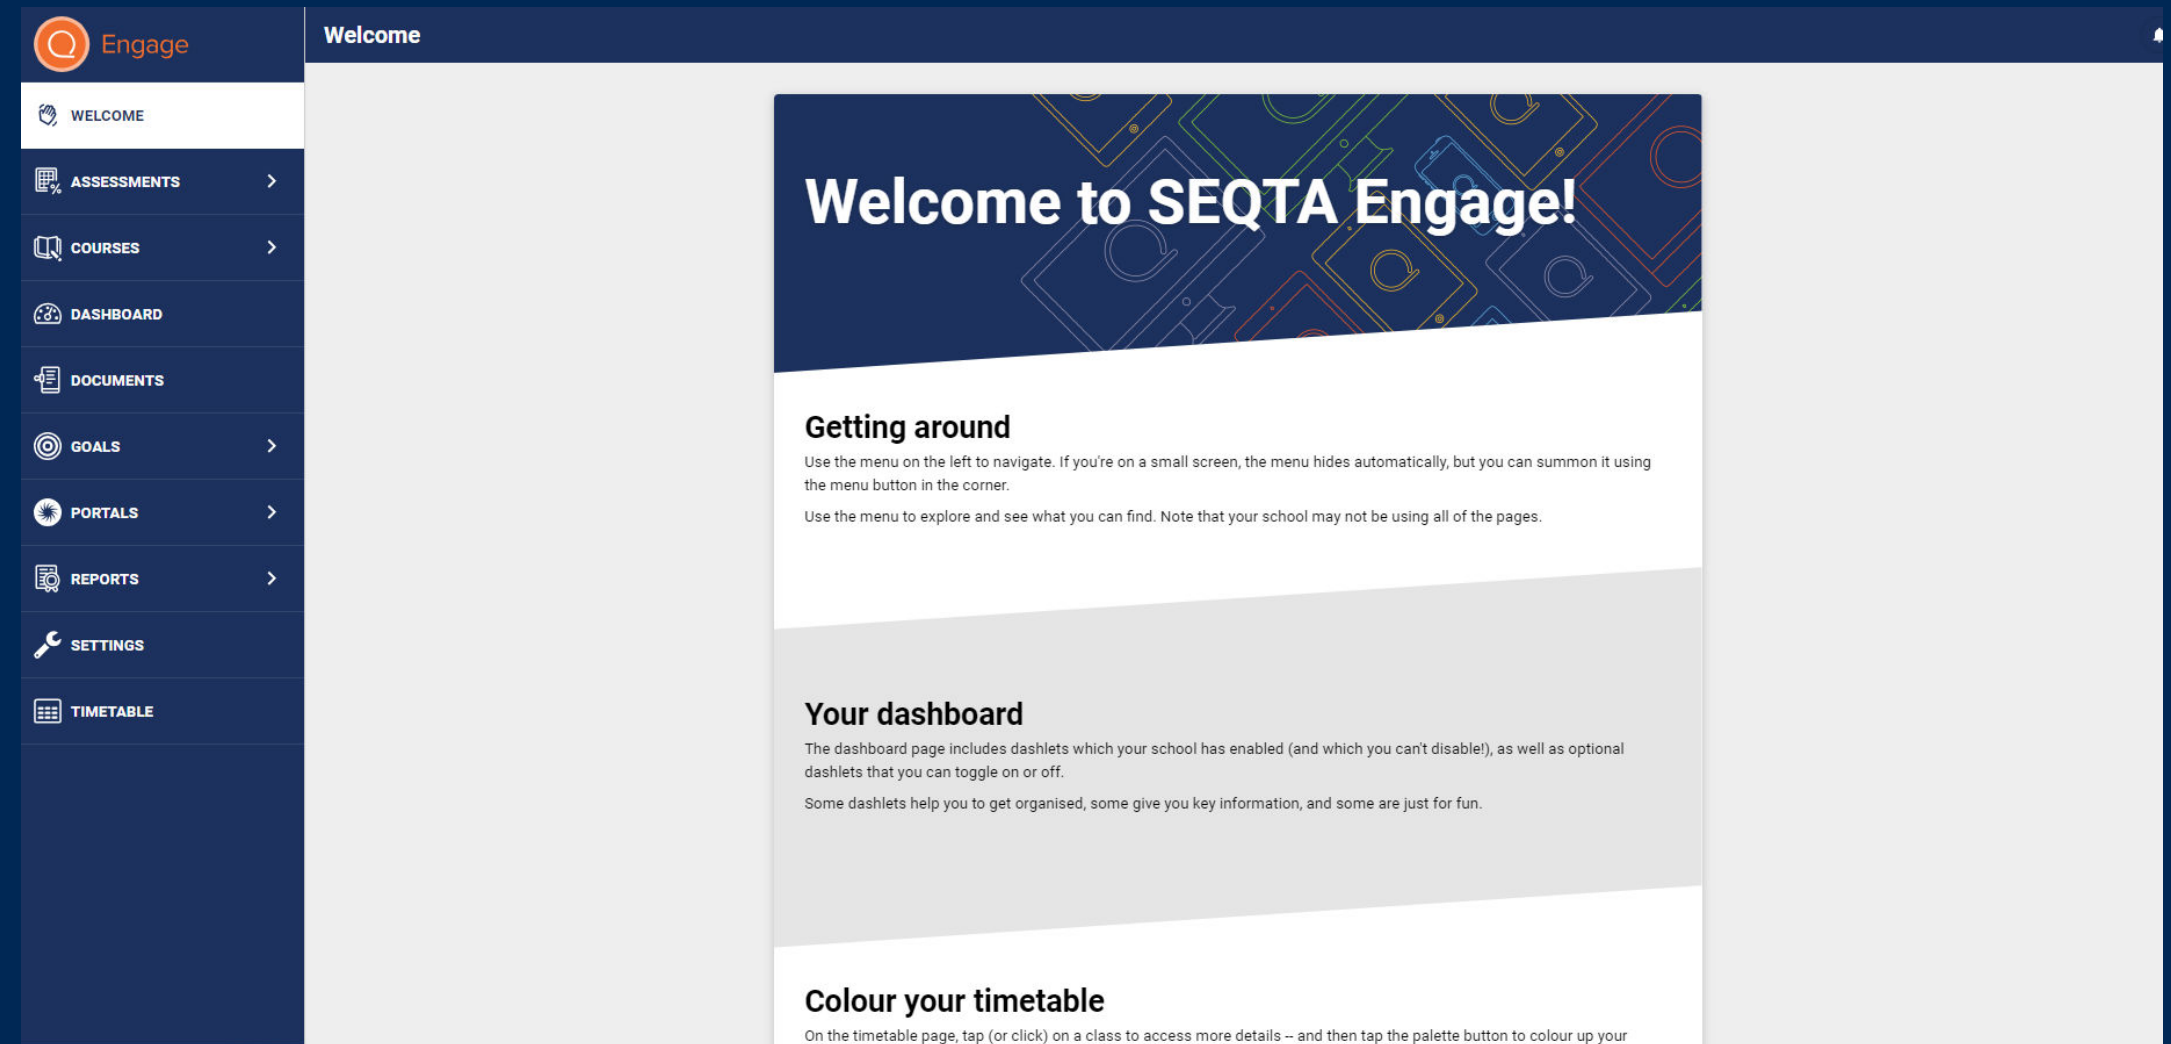 Engage
Welcome
WELCOME
ASSESSMENTS
COURSES
DASHBOARD
DOCUMENTS
GOALS
PORTALS
REPORTS
SETTINGS
TIMETABLE
Welcome to SEQTA Engage!
Getting around
Use the menu on the left to navigate. If you're on a small screen, the menu hides automatically, but you can summon it using
the menu button in the corner.
Use the menu to explore and see what you can find. Note that your school may not be using all of the pages.
Your dashboard
The dashboard page includes dashlets which your school has enabled (and which you can't disable!), as well as optional
dashlets that you can toggle on or off.
Some dashlets help you to get organised, some give you key information, and some are just for fun.
Colour your timetable
On the timetable page, tap (or click) on a class to access more details -- and then tap the palette button to colour up your